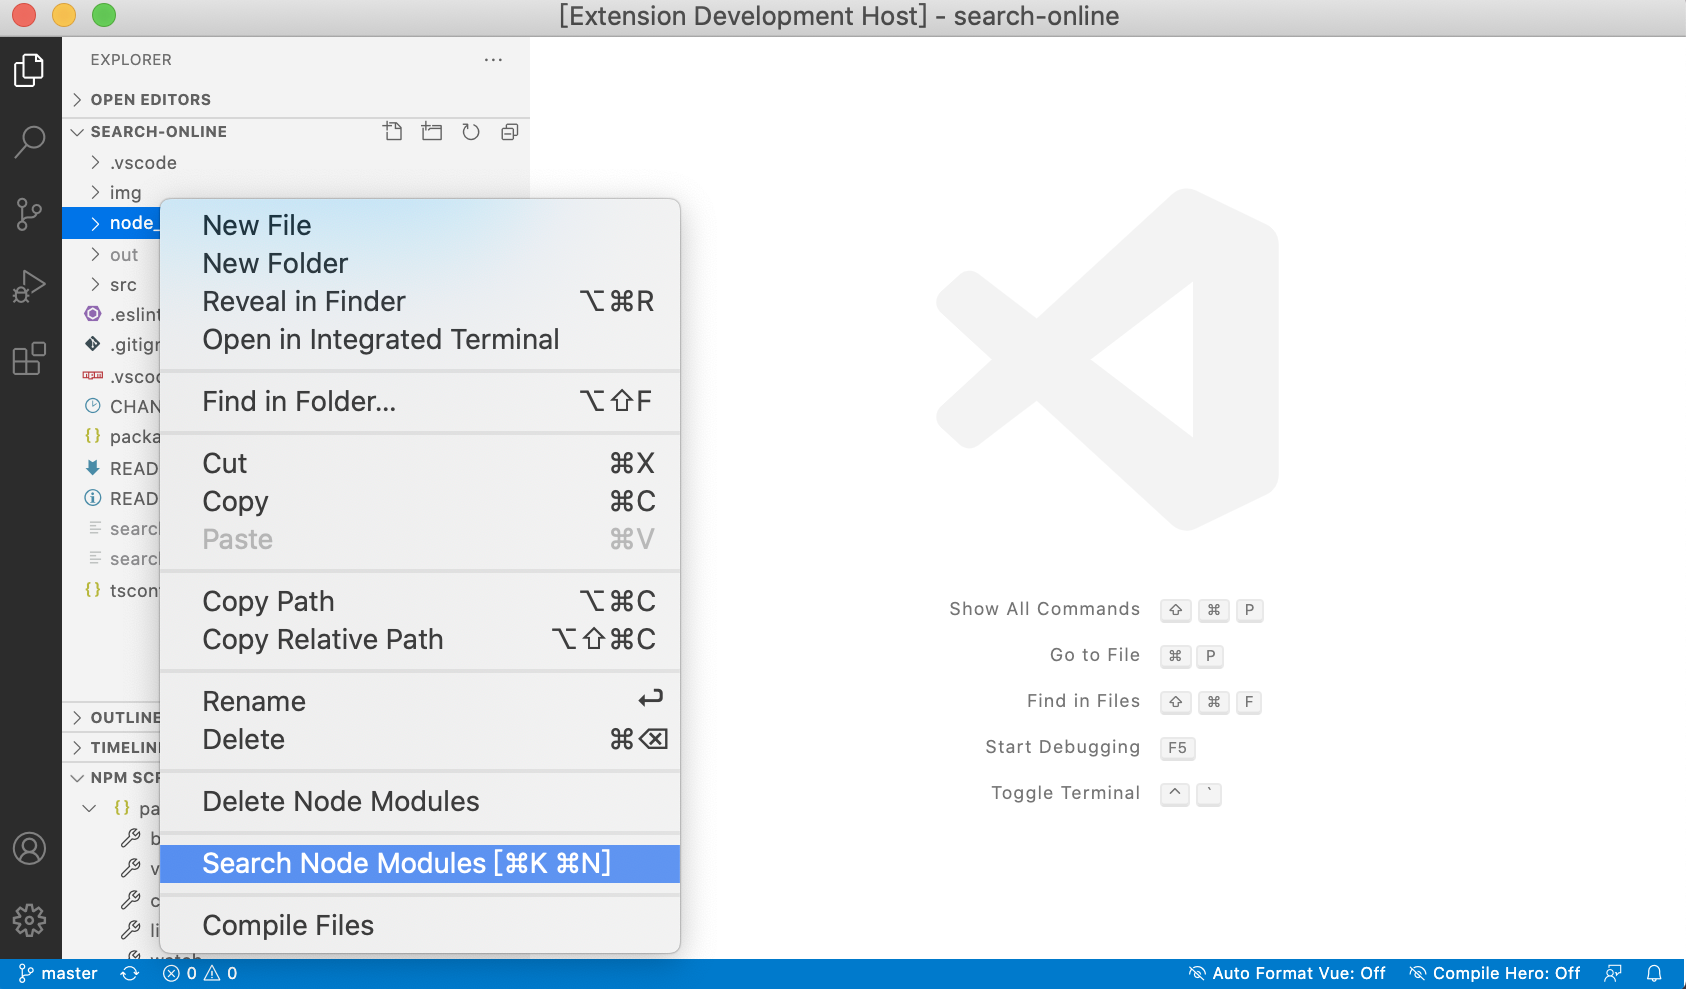 [Extension Development Host] - search-online
EXPLORER
OPEN EDITORS
SEARCH-ONLINE
.vscode
img
node_
out
src
.eslint
.gitigr
.vscod
CHAN
packa
READ
READ
search
search
tscon
OUTLINE
TIMELINE
NPM SCR
pa
b
v
c
li
watch
New File
New Folder
Reveal in Finder ⌥⌘R
Open in Integrated Terminal
Find in Folder... ⌥⇧F
Cut ⌘X
Copy ⌘C
Paste ⌘V
Copy Path ⌥⌘C
Copy Relative Path ⌥⇧⌘C
Rename ↩
Delete ⌘⌫
Delete Node Modules
Search Node Modules [⌘K ⌘N]
Compile Files
Show All Commands ⇧ ⌘ P
Go to File ⌘ P
Find in Files ⇧ ⌘ F
Start Debugging F5
Toggle Terminal ^ `
master 0 0 Auto Format Vue: Off Compile Hero: Off